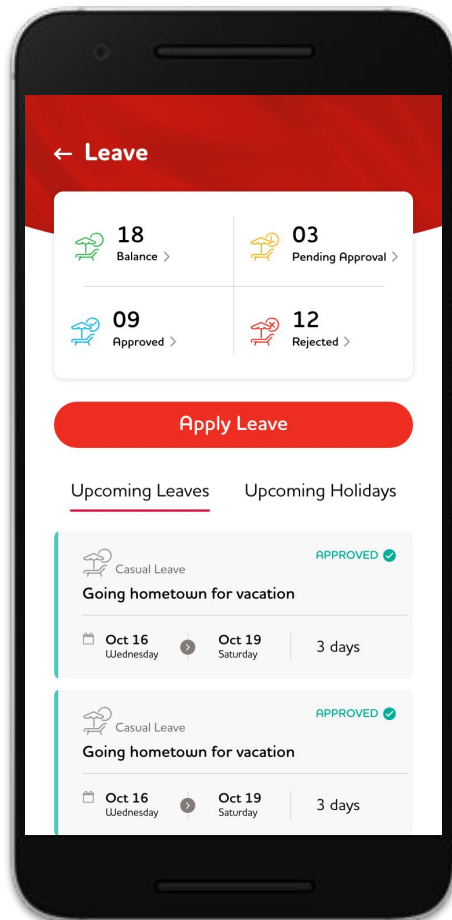 ← Leave
18
Balance >
03
Pending Approval >
09
Approved >
12
Rejected >
Apply Leave
Upcoming Leaves
Upcoming Holidays
Casual Leave
APPROVED
Going hometown for vacation
Oct 16
Wednesday
Oct 19
Saturday
3 days
Casual Leave
APPROVED
Going hometown for vacation
Oct 16
Wednesday
Oct 19
Saturday
3 days